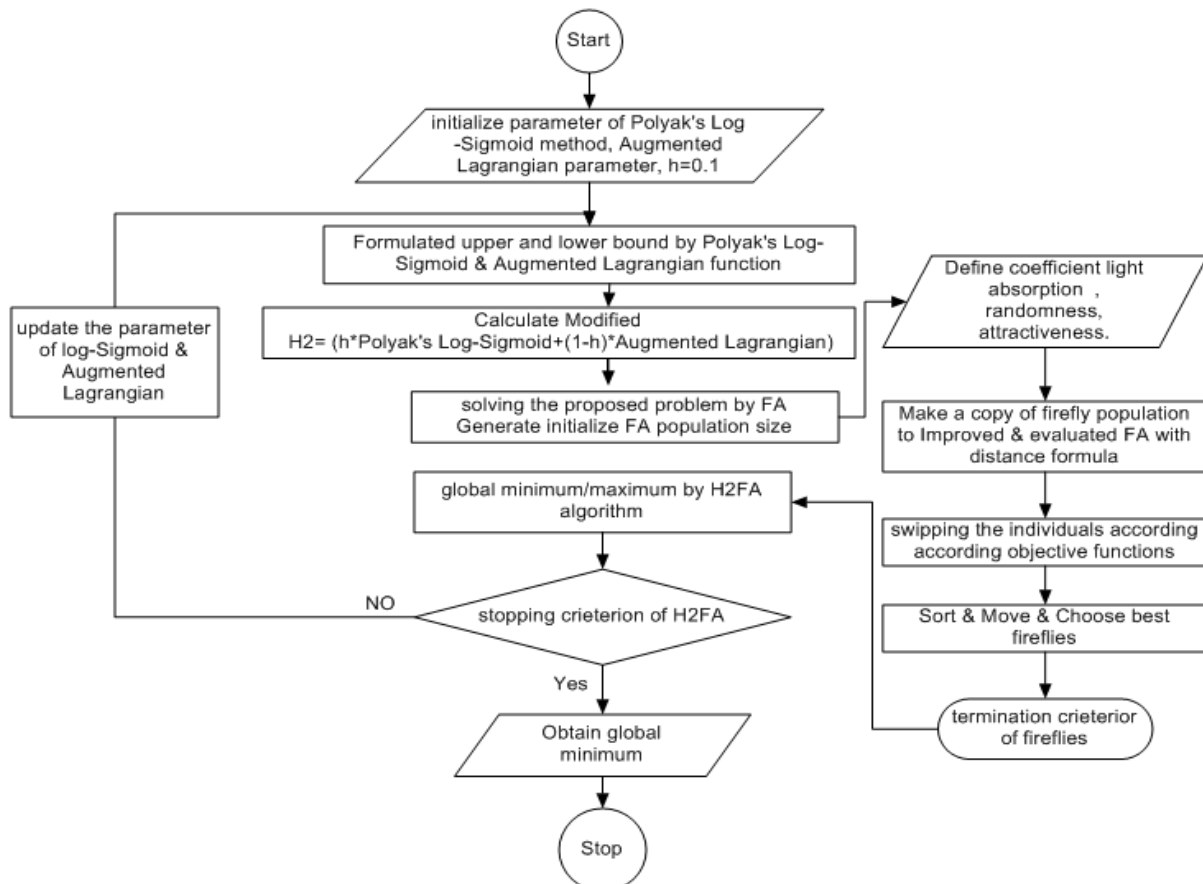 Start
initialize parameter of Polyak's Log
-Sigmoid method, Augmented
Lagrangian parameter, h=0.1
Formulated upper and lower bound by Polyak's Log-
Sigmoid & Augmented Lagrangian function
Calculate Modified
H2= (h*Polyak's Log-Sigmoid+(1-h)*Augmented Lagrangian)
solving the proposed problem by FA
Generate initialize FA population size
Define coefficient light
absorption ,
randomness,
attractiveness.
Make a copy of firefly population
to Improved & evaluated FA with
distance formula
swipping the individuals according
according objective functions
Sort & Move & Choose best
fireflies
termination crieterior
of fireflies
global minimum/maximum by H2FA
algorithm
stopping crieterion of H2FA
NO
update the parameter
of log-Sigmoid &
Augmented
Lagrangian
Yes
Obtain global
minimum
Stop